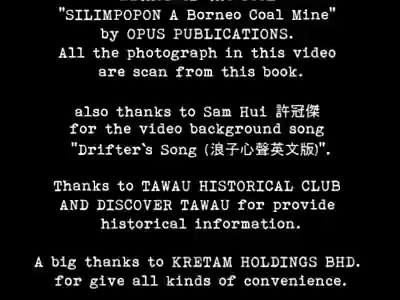 "SILIMPOPON A Borneo Coal Mine"
by OPUS PUBLICATIONS.
All the photograph in this video
are scan from this book.
also thanks to Sam Hui 許冠傑
for the video background song
"Drifter's Song (浪子心聲英文版)".
Thanks to TAWAU HISTORICAL CLUB
AND DISCOVER TAWAU for provide
historical information.
A big thanks to KRETAM HOLDINGS BHD.
for give all kinds of convenience.